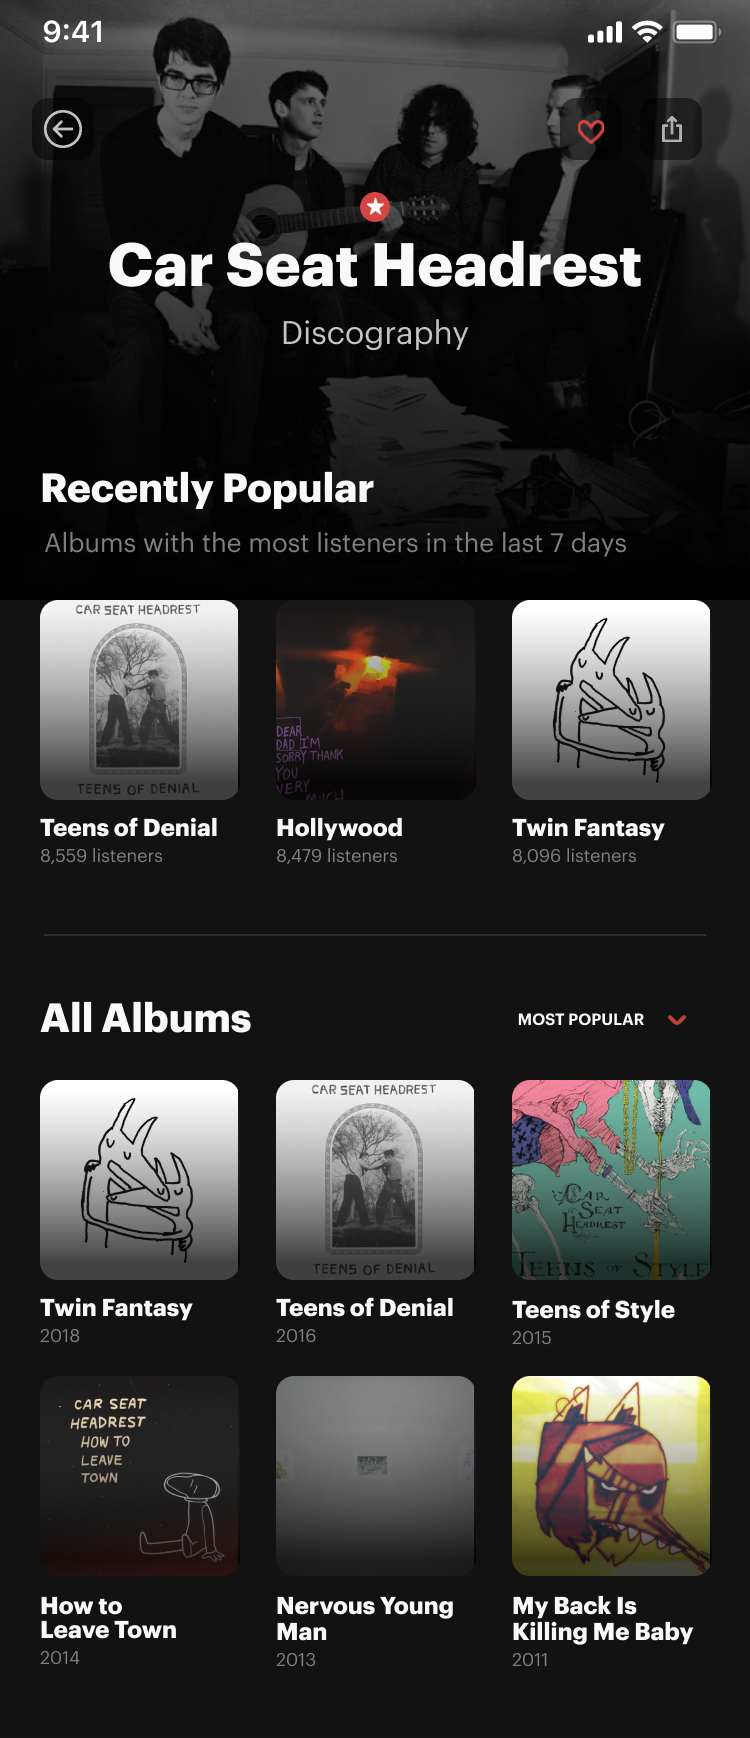 9:41
Car Seat Headrest
Discography
Recently Popular
Albums with the most listeners in the last 7 days
CAR SEAT HEADREST
TEENS OF DENIAL
DEAR
DAD I'M
SORRY THANK
YOU
VERY
MUCH
Teens of Denial
8,559 listeners
Hollywood
8,479 listeners
Twin Fantasy
8,096 listeners
All Albums
MOST POPULAR
CAR SEAT HEADREST
TEENS OF DENIAL
CAR
SEAT
HEADREST
TEENS OF STYLE
Twin Fantasy
2018
Teens of Denial
2016
Teens of Style
2015
CAR SEAT
HEADREST
HOW TO
LEAVE
TOWN
How to
Leave Town
2014
Nervous Young
Man
2013
My Back Is
Killing Me Baby
2011